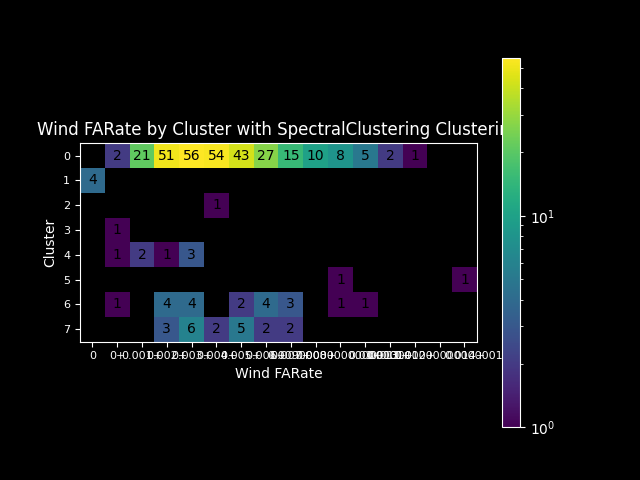 Wind FARate by Cluster with SpectralClustering Clusterin
0 2 21 51 56 54 43 27 15 10 8 5 2 1
1 4
2 1
3 1
4 1 2 1 3
5 1 1
6 1 4 4 2 4 3 1 1
7 3 6 2 5 2 2
Cluster
0
Wind FARate
10¹
10⁰